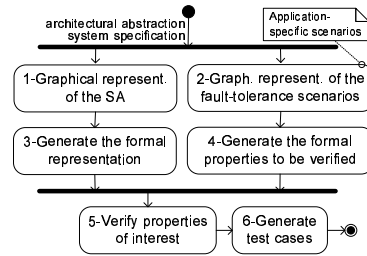 architectural abstraction
system specification
Application-
specific scenarios
1-Graphical represent.
of the SA
2-Graph. represent. of the
fault-tolerance scenarios
3-Generate the formal
representation
4-Generate the formal
properties to be verified
5-Verify properties
of interest
6-Generate
test cases